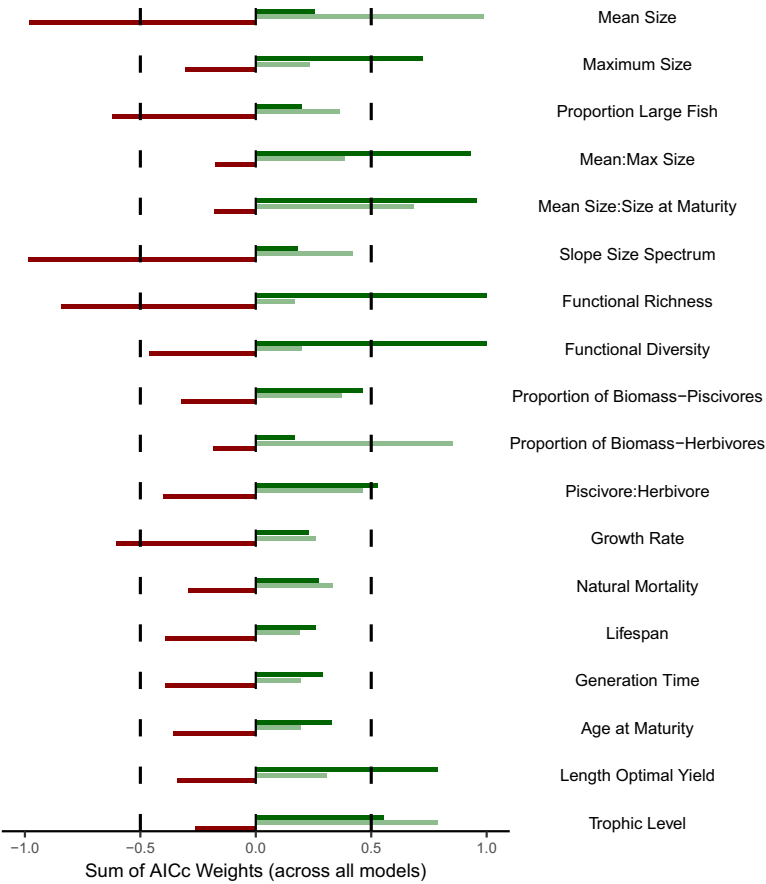 Mean Size
Maximum Size
Proportion Large Fish
Mean:Max Size
Mean Size:Size at Maturity
Slope Size Spectrum
Functional Richness
Functional Diversity
Proportion of Biomass−Piscivores
Proportion of Biomass−Herbivores
Piscivore:Herbivore
Growth Rate
Natural Mortality
Lifespan
Generation Time
Age at Maturity
Length Optimal Yield
Trophic Level
−1.0 −0.5 0.0 0.5 1.0
Sum of AICc Weights (across all models)